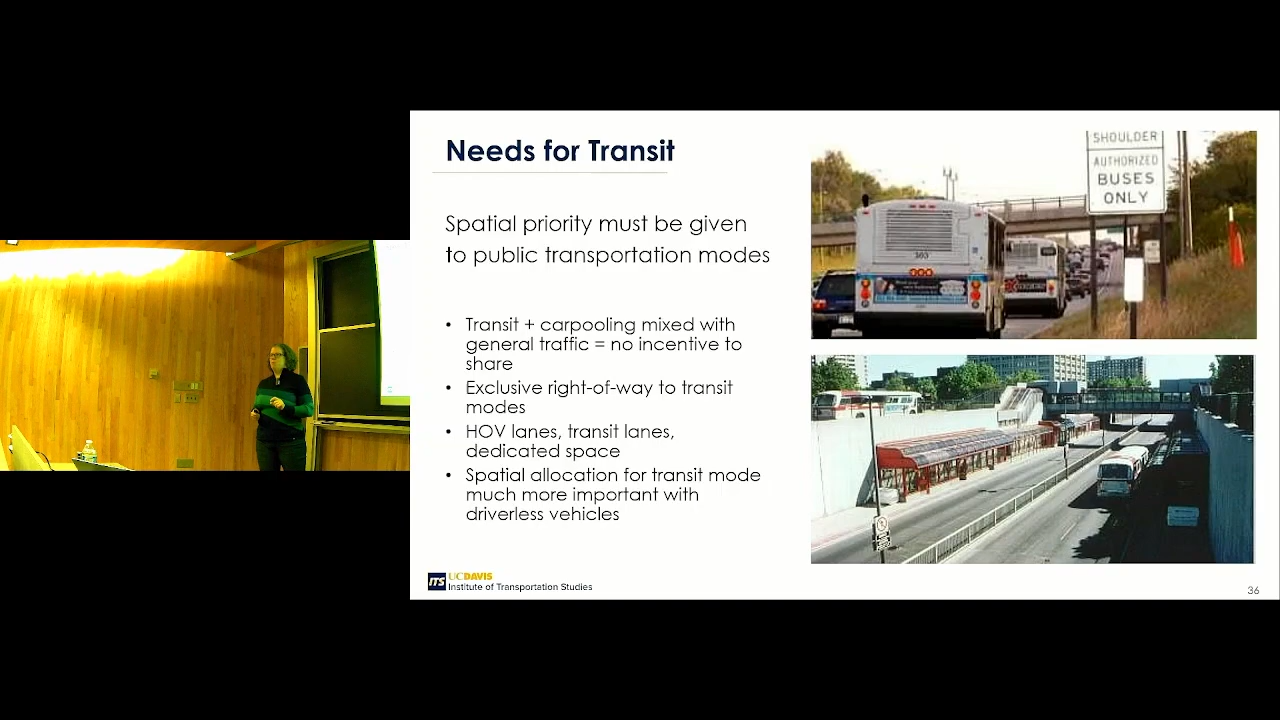 Needs for Transit
Spatial priority must be given
to public transportation modes
• Transit + carpooling mixed with
general traffic = no incentive to
share
• Exclusive right-of-way to transit
modes
• HOV lanes, transit lanes,
dedicated space
• Spatial allocation for transit mode
much more important with
driverless vehicles
SHOULDER
AUTHORIZED
BUSES
ONLY
ITS UCDAVIS
Institute of Transportation Studies
36